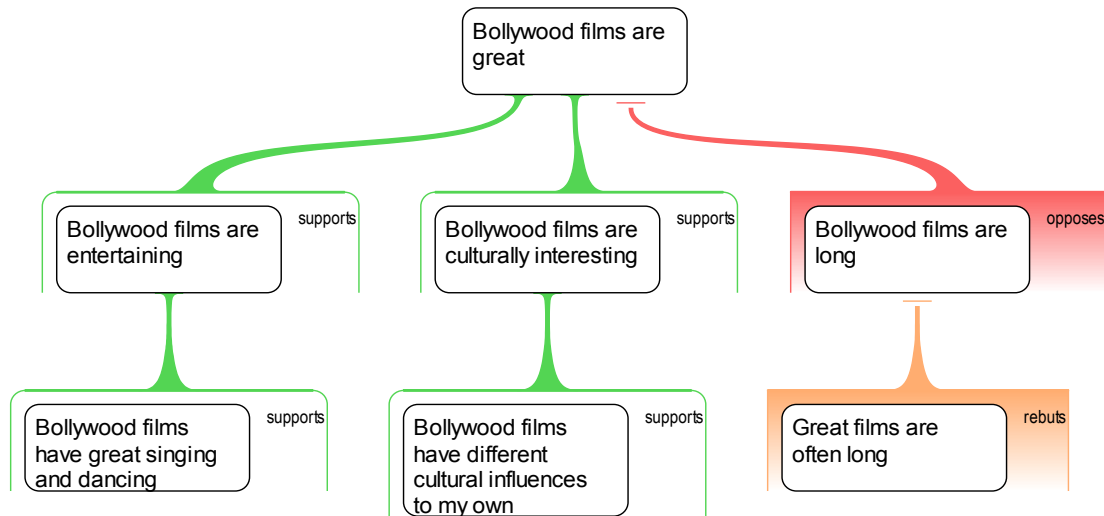 Bollywood films are
great
supports
Bollywood films are
entertaining
supports
Bollywood films are
culturally interesting
opposes
Bollywood films are
long
supports
Bollywood films
have great singing
and dancing
supports
Bollywood films
have different
cultural influences
to my own
rebuts
Great films are
often long